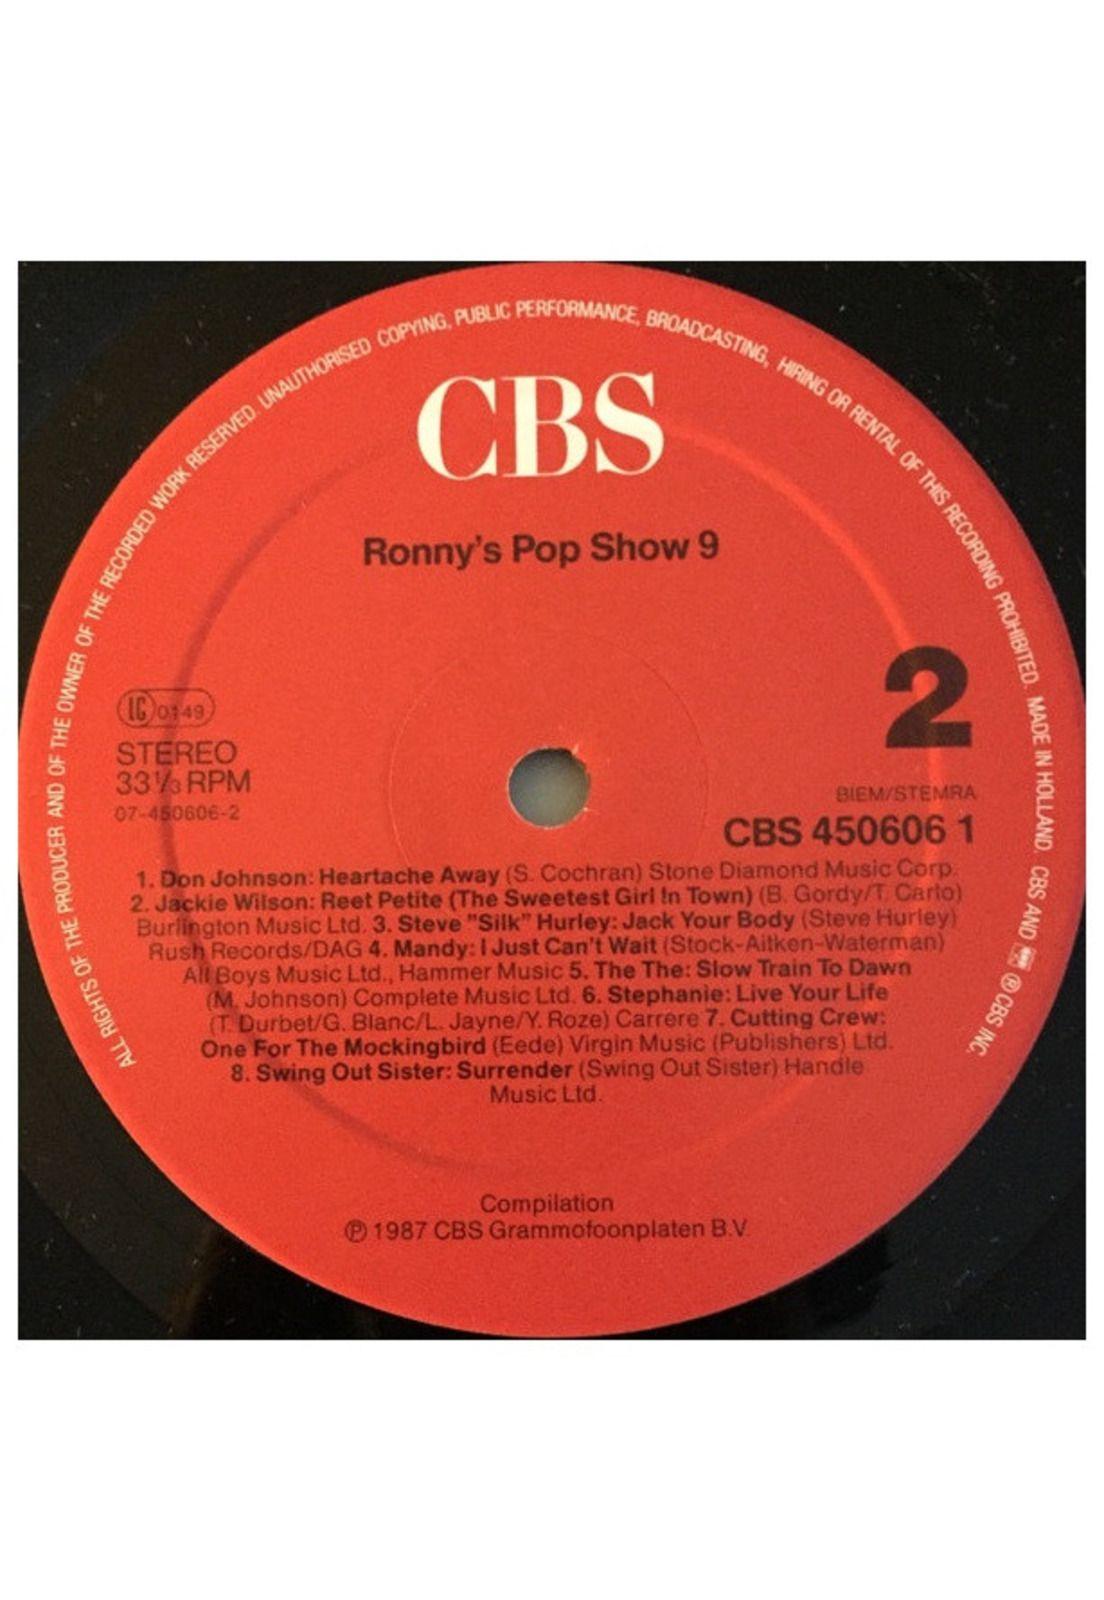 ALL RIGHTS OF THE PRODUCER AND OF THE OWNER OF THE RECORDED WORK RESERVED. UNAUTHORISED COPYING, PUBLIC PERFORMANCE, BROADCASTING, HIRING OR RENTAL OF THIS RECORDING PROHIBITED. MADE IN HOLLAND. CBS AND ℗ CBS INC.
CBS
Ronny's Pop Show 9
2
LC 0149
STEREO
33⅓ RPM
07-450606-2
BIEM/STEMRA
CBS 450606 1
1. Don Johnson: Heartache Away (S. Cochran) Stone Diamond Music Corp.
2. Jackie Wilson: Reet Petite (The Sweetest Girl In Town) (B. Gordy/T. Carlo)
Burlington Music Ltd. 3. Steve "Silk" Hurley: Jack Your Body (Steve Hurley)
Rush Records/DAG 4. Mandy: I Just Can't Wait (Stock-Aitken-Waterman)
All Boys Music Ltd., Hammer Music 5. The The: Slow Train To Dawn
(M. Johnson) Complete Music Ltd. 6. Stephanie: Live Your Life
(T. Durbet/G. Blanc/L. Jayne/Y. Roze) Carrere 7. Cutting Crew:
One For The Mockingbird (Eede) Virgin Music (Publishers) Ltd.
8. Swing Out Sister: Surrender (Swing Out Sister) Handle
Music Ltd.
Compilation
℗ 1987 CBS Grammofoonplaten B.V.